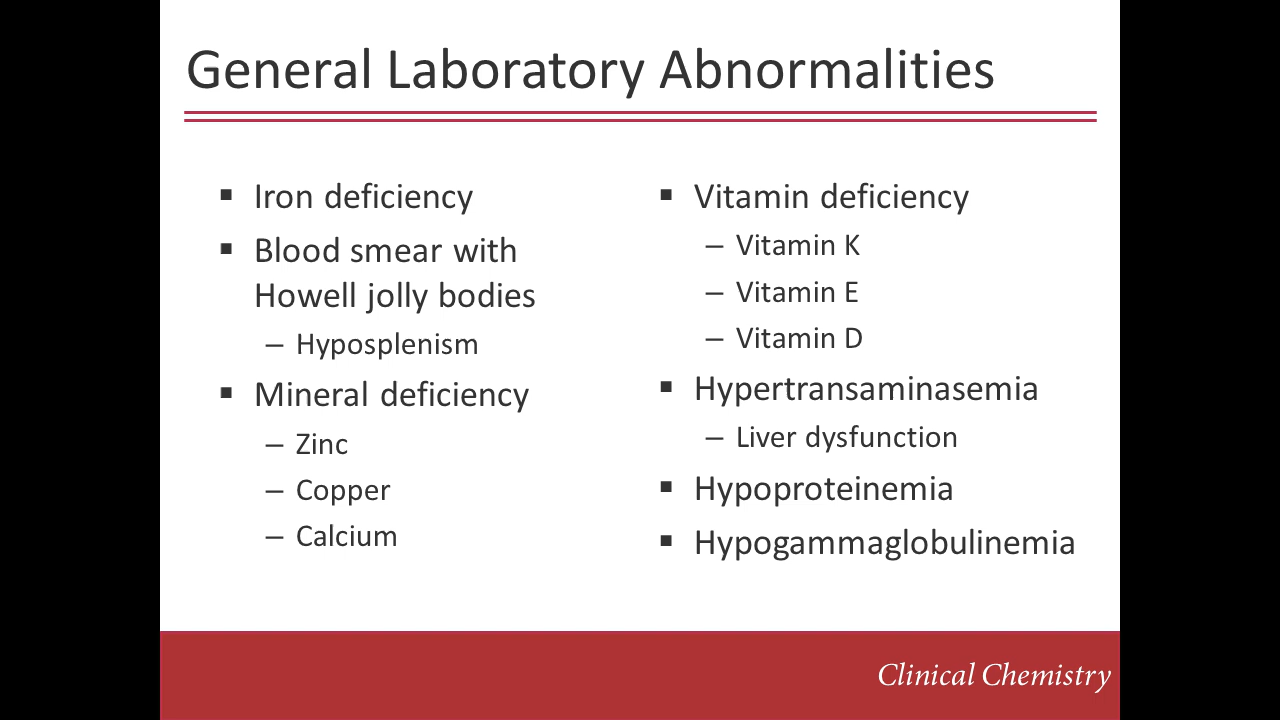 General Laboratory Abnormalities
▪ Iron deficiency
▪ Blood smear with
Howell jolly bodies
– Hyposplenism
▪ Mineral deficiency
– Zinc
– Copper
– Calcium
▪ Vitamin deficiency
– Vitamin K
– Vitamin E
– Vitamin D
▪ Hypertransaminasemia
– Liver dysfunction
▪ Hypoproteinemia
▪ Hypogammaglobulinemia
Clinical Chemistry